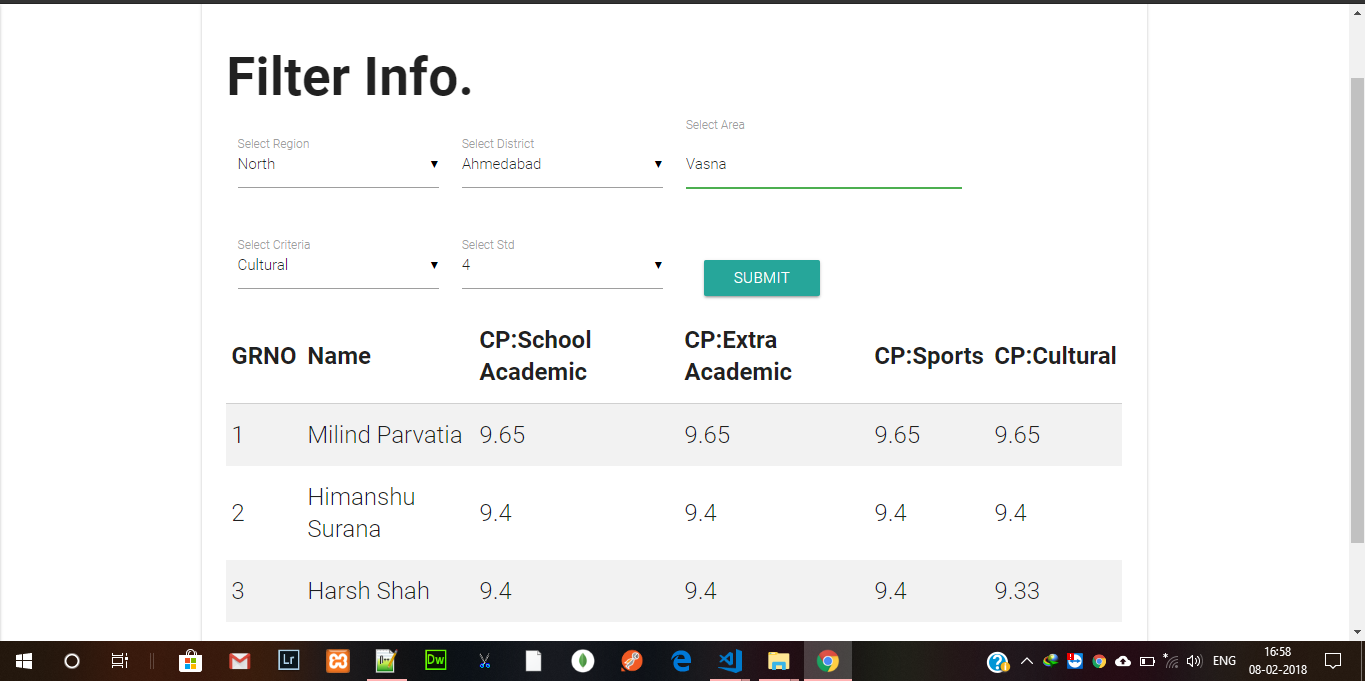 Filter Info.
Select Region
North
Select District
Ahmedabad
Select Area
Vasna
Select Criteria
Cultural
Select Std
4
SUBMIT
GRNO Name CP:School Academic CP:Extra Academic CP:Sports CP:Cultural
1 Milind Parvatia 9.65 9.65 9.65 9.65
2 Himanshu Surana 9.4 9.4 9.4 9.4
3 Harsh Shah 9.4 9.4 9.4 9.33
Lr
Dw
ENG
16:58
08-02-2018